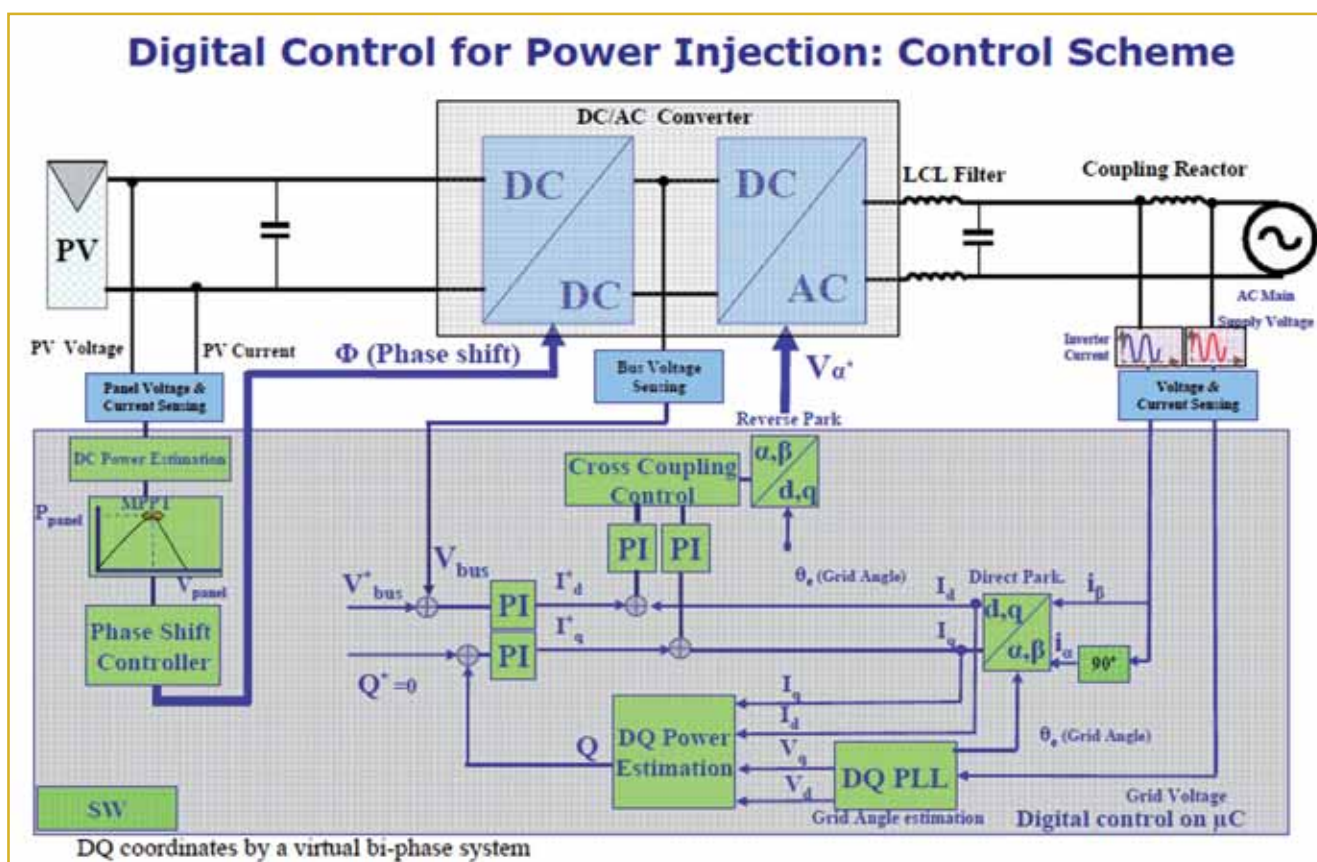 Digital Control for Power Injection: Control Scheme
DC/AC Converter
DC
DC
DC
AC
LCL Filter
Coupling Reactor
PV
AC Main
PV Voltage
PV Current
Φ (Phase shift)
Bus Voltage
Sensing
Vα*
Inverter
Current
Supply Voltage
Panel Voltage &
Current Sensing
Voltage &
Current Sensing
Reverse Park
DC Power Estimation
Cross Coupling
Control
α,β
d,q
MPPT
Ppanel
Vpanel
PI
PI
θe (Grid Angle)
Direct Park.
V*bus
Vbus
PI
I*d
Id
d,q
α,β
iβ
Phase Shift
Controller
PI
I*q
Iq
iα
90°
Q* =0
Iq
Id
Vq
Vd
Q
DQ Power
Estimation
DQ PLL
θe (Grid Angle)
Grid Voltage
Grid Angle estimation
Digital control on µC
SW
DQ coordinates by a virtual bi-phase system